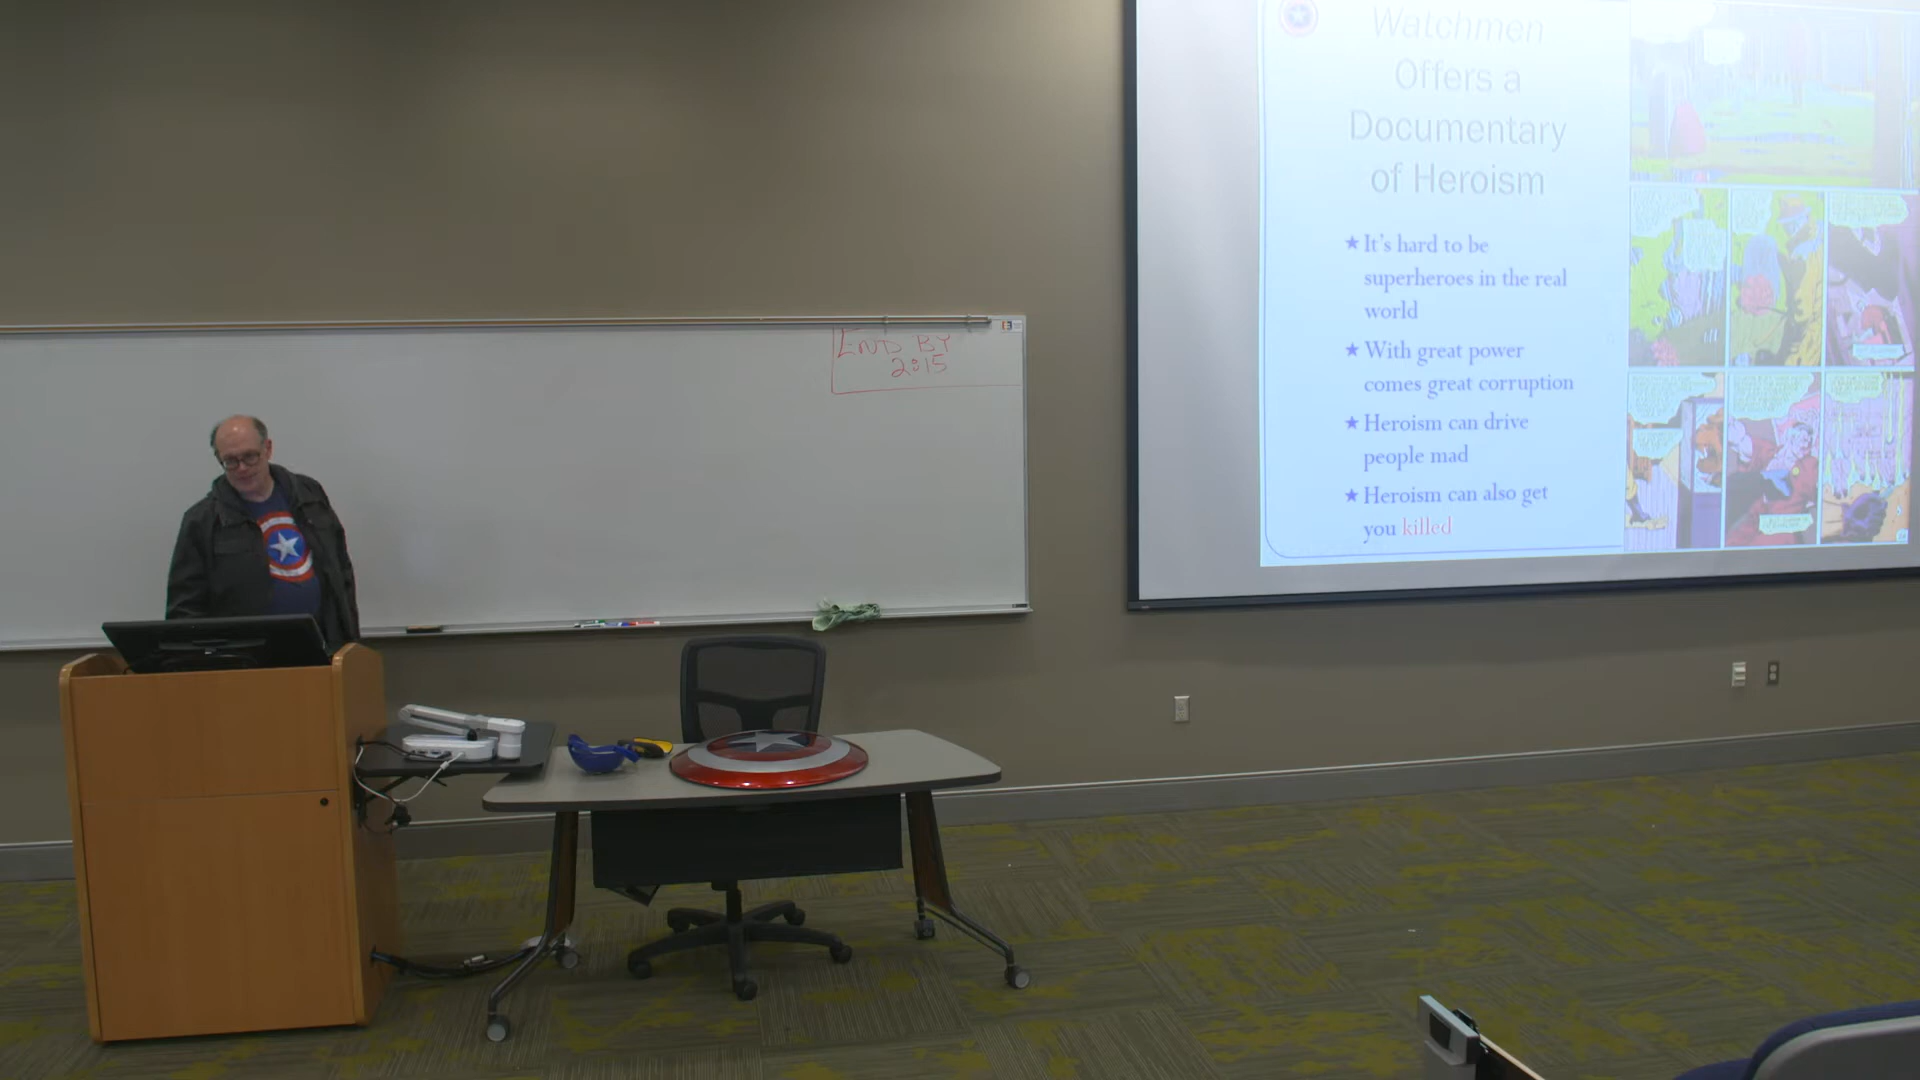 END BY
2:15
Watchmen
Offers a
Documentary
of Heroism
★ It's hard to be
superheroes in the real
world
★ With great power
comes great corruption
★ Heroism can drive
people mad
★ Heroism can also get
you killed